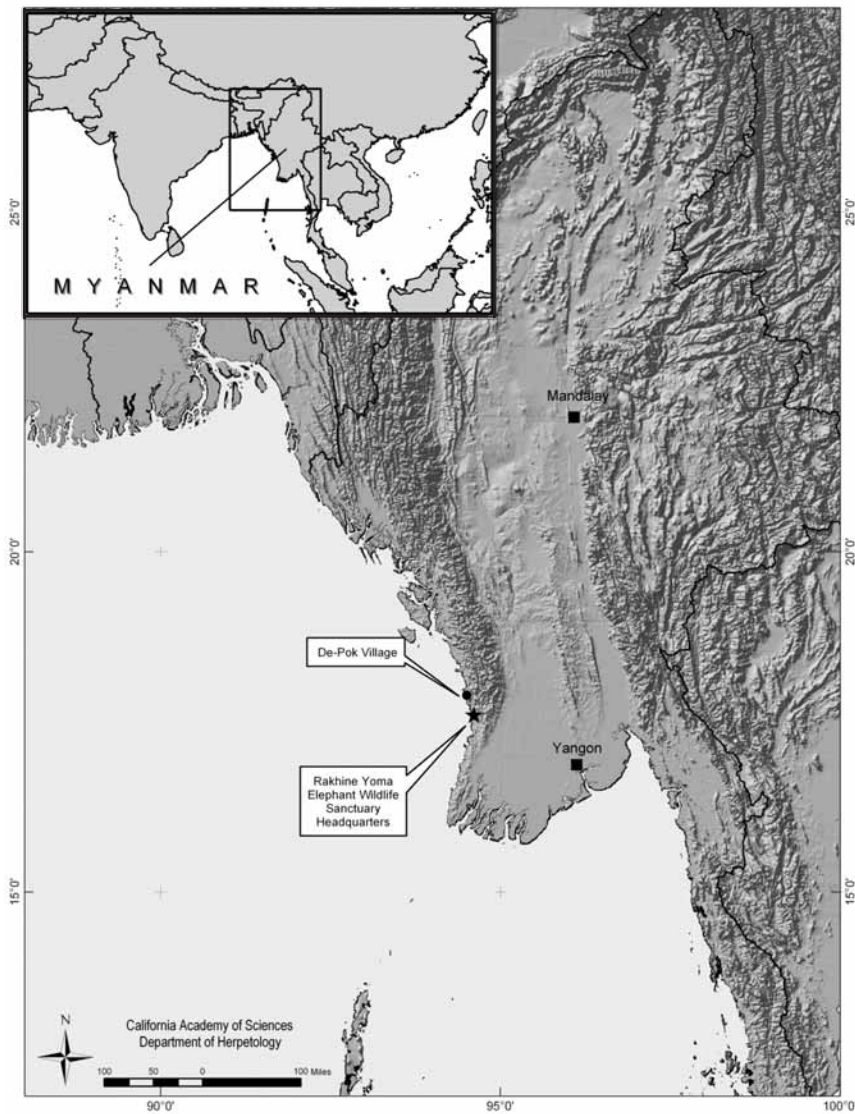 MYANMAR
25°0'
25°0'
Mandalay
20°0'
20°0'
De-Pok Village
Yangon
Rakhine Yoma
Elephant Wildlife
Sanctuary
Headquarters
15°0'
15°0'
N
California Academy of Sciences
Department of Herpetology
100 50 0 100 Miles
90°0' 95°0' 100°0'